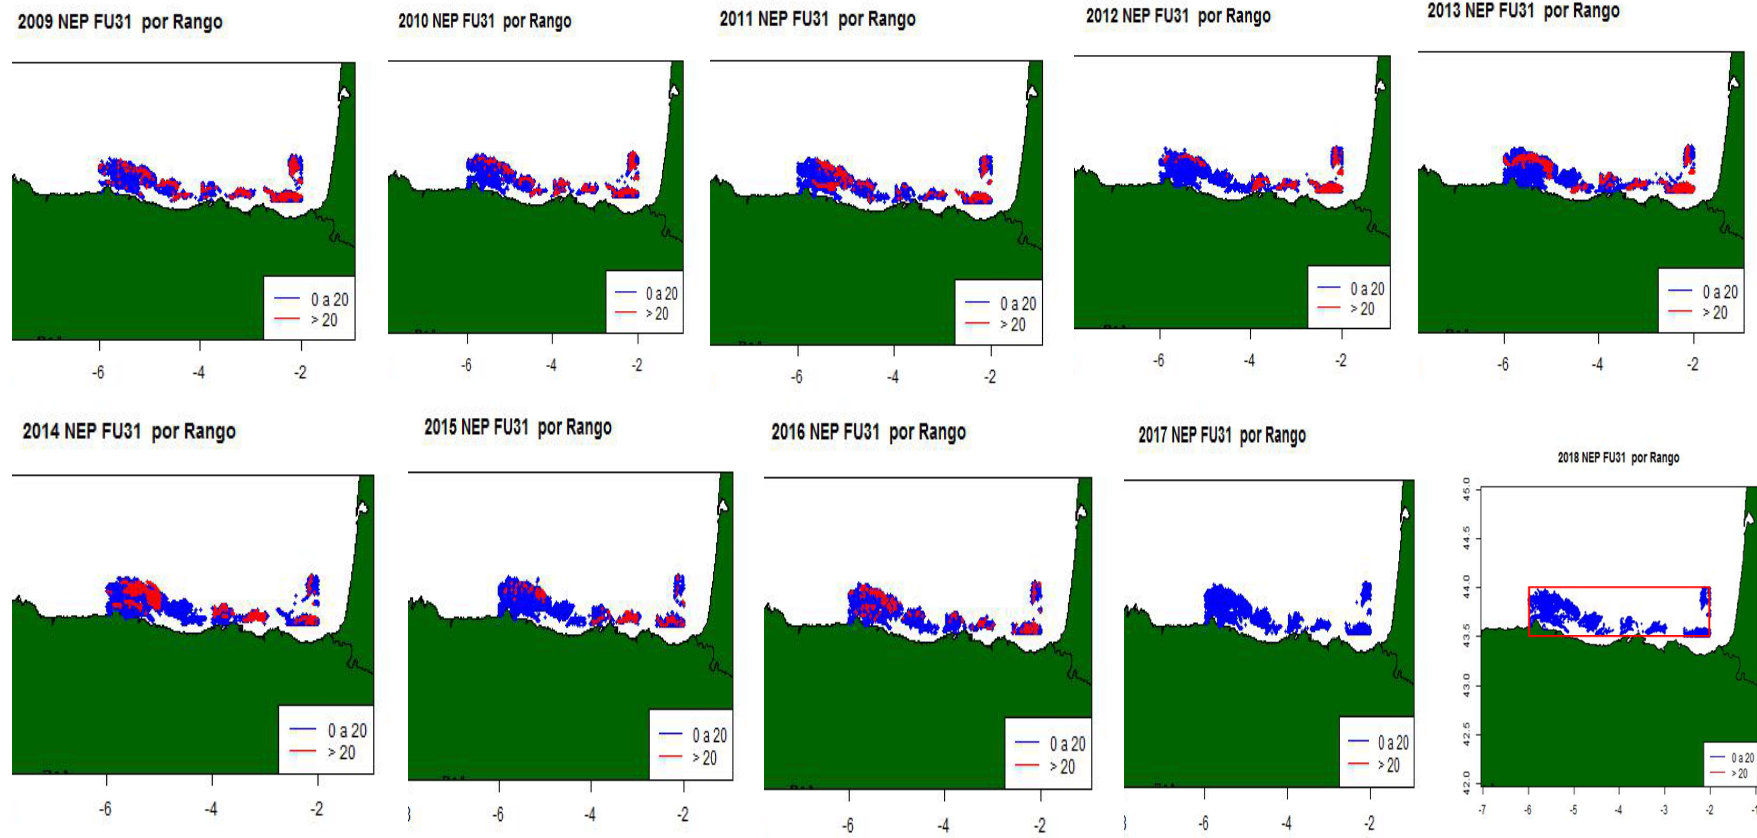 2009 NEP FU31 por Rango
0 a 20
> 20
-6 -4 -2
2010 NEP FU31 por Rango
0 a 20
> 20
-6 -4 -2
2011 NEP FU31 por Rango
0 a 20
> 20
-6 -4 -2
2012 NEP FU31 por Rango
0 a 20
> 20
-6 -4 -2
2013 NEP FU31 por Rango
0 a 20
> 20
-6 -4 -2
2014 NEP FU31 por Rango
0 a 20
> 20
-6 -4 -2
2015 NEP FU31 por Rango
0 a 20
> 20
-6 -4 -2
2016 NEP FU31 por Rango
0 a 20
> 20
-6 -4 -2
2017 NEP FU31 por Rango
0 a 20
> 20
-6 -4 -2
2018 NEP FU31 por Rango
45.0
44.5
44.0
43.5
43.0
42.5
42.0
0 a 20
> 20
-7 -6 -5 -4 -3 -2 -1